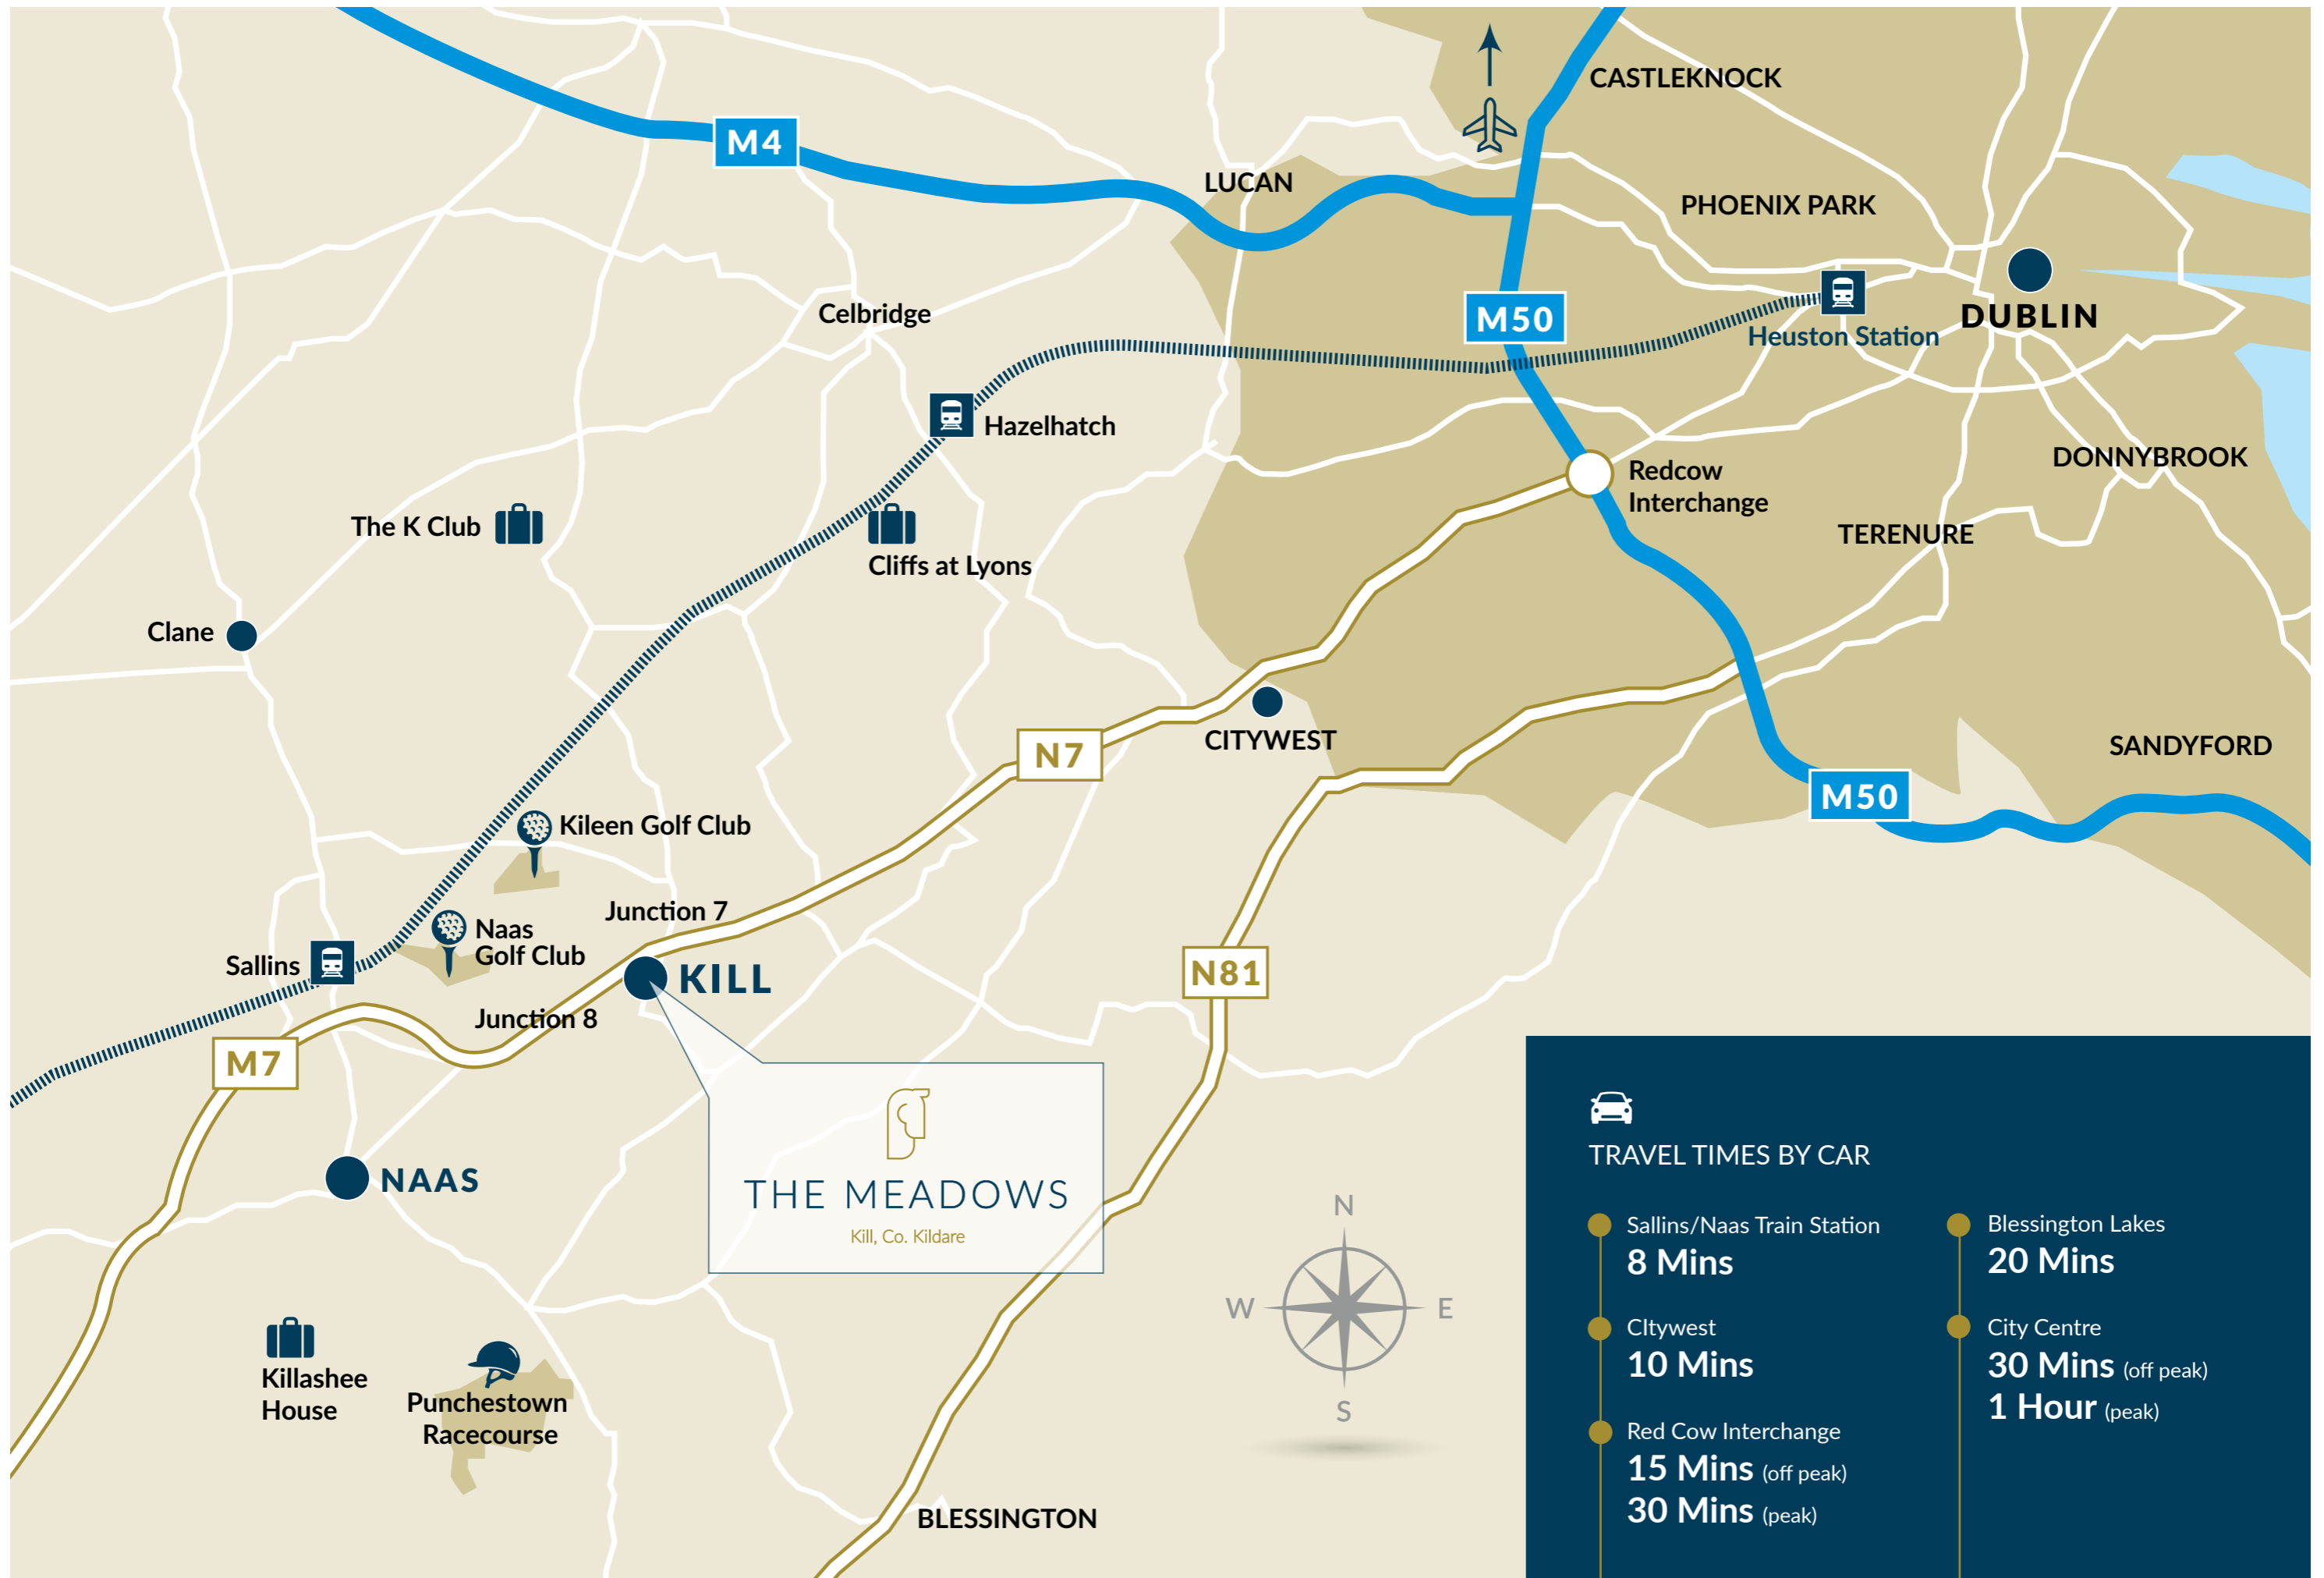 CASTLEKNOCK
M4
LUCAN
PHOENIX PARK
Celbridge
M50
Heuston Station
DUBLIN
Hazelhatch
Redcow
Interchange
DONNYBROOK
The K Club
Cliffs at Lyons
TERENURE
Clane
N7
CITYWEST
SANDYFORD
M50
Kileen Golf Club
Junction 7
Naas
Golf Club
Sallins
KILL
N81
Junction 8
M7
THE MEADOWS
Kill, Co. Kildare
NAAS
Killashee
House
Punchestown
Racecourse
BLESSINGTON
N
W
E
S
TRAVEL TIMES BY CAR
Sallins/Naas Train Station
8 Mins
CItywest
10 Mins
Red Cow Interchange
15 Mins (off peak)
30 Mins (peak)
Blessington Lakes
20 Mins
City Centre
30 Mins (off peak)
1 Hour (peak)